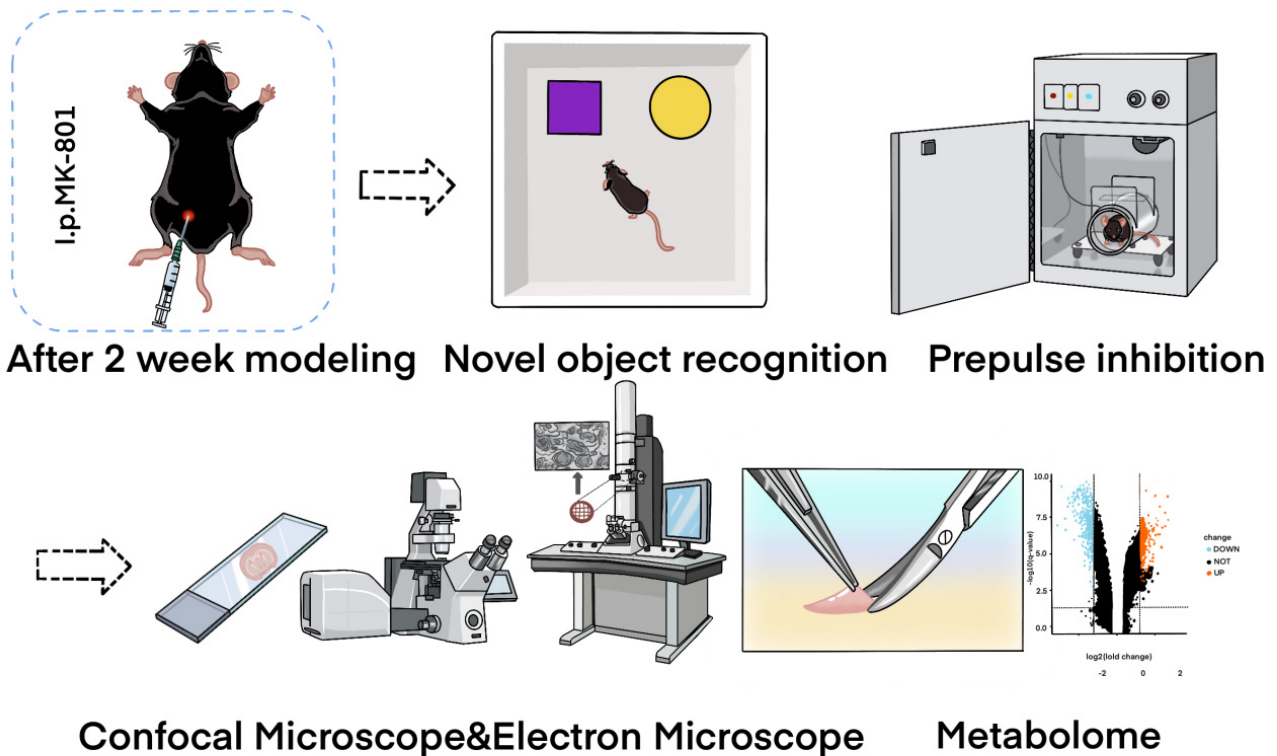 I.p.MK-801
After 2 week modeling
Novel object recognition
Prepulse inhibition
10.0
7.5
5.0
2.5
0.0
-log10(q-value)
change
DOWN
NOT
UP
log2(lold change)
-2 0 2
Confocal Microscope&Electron Microscope
Metabolome